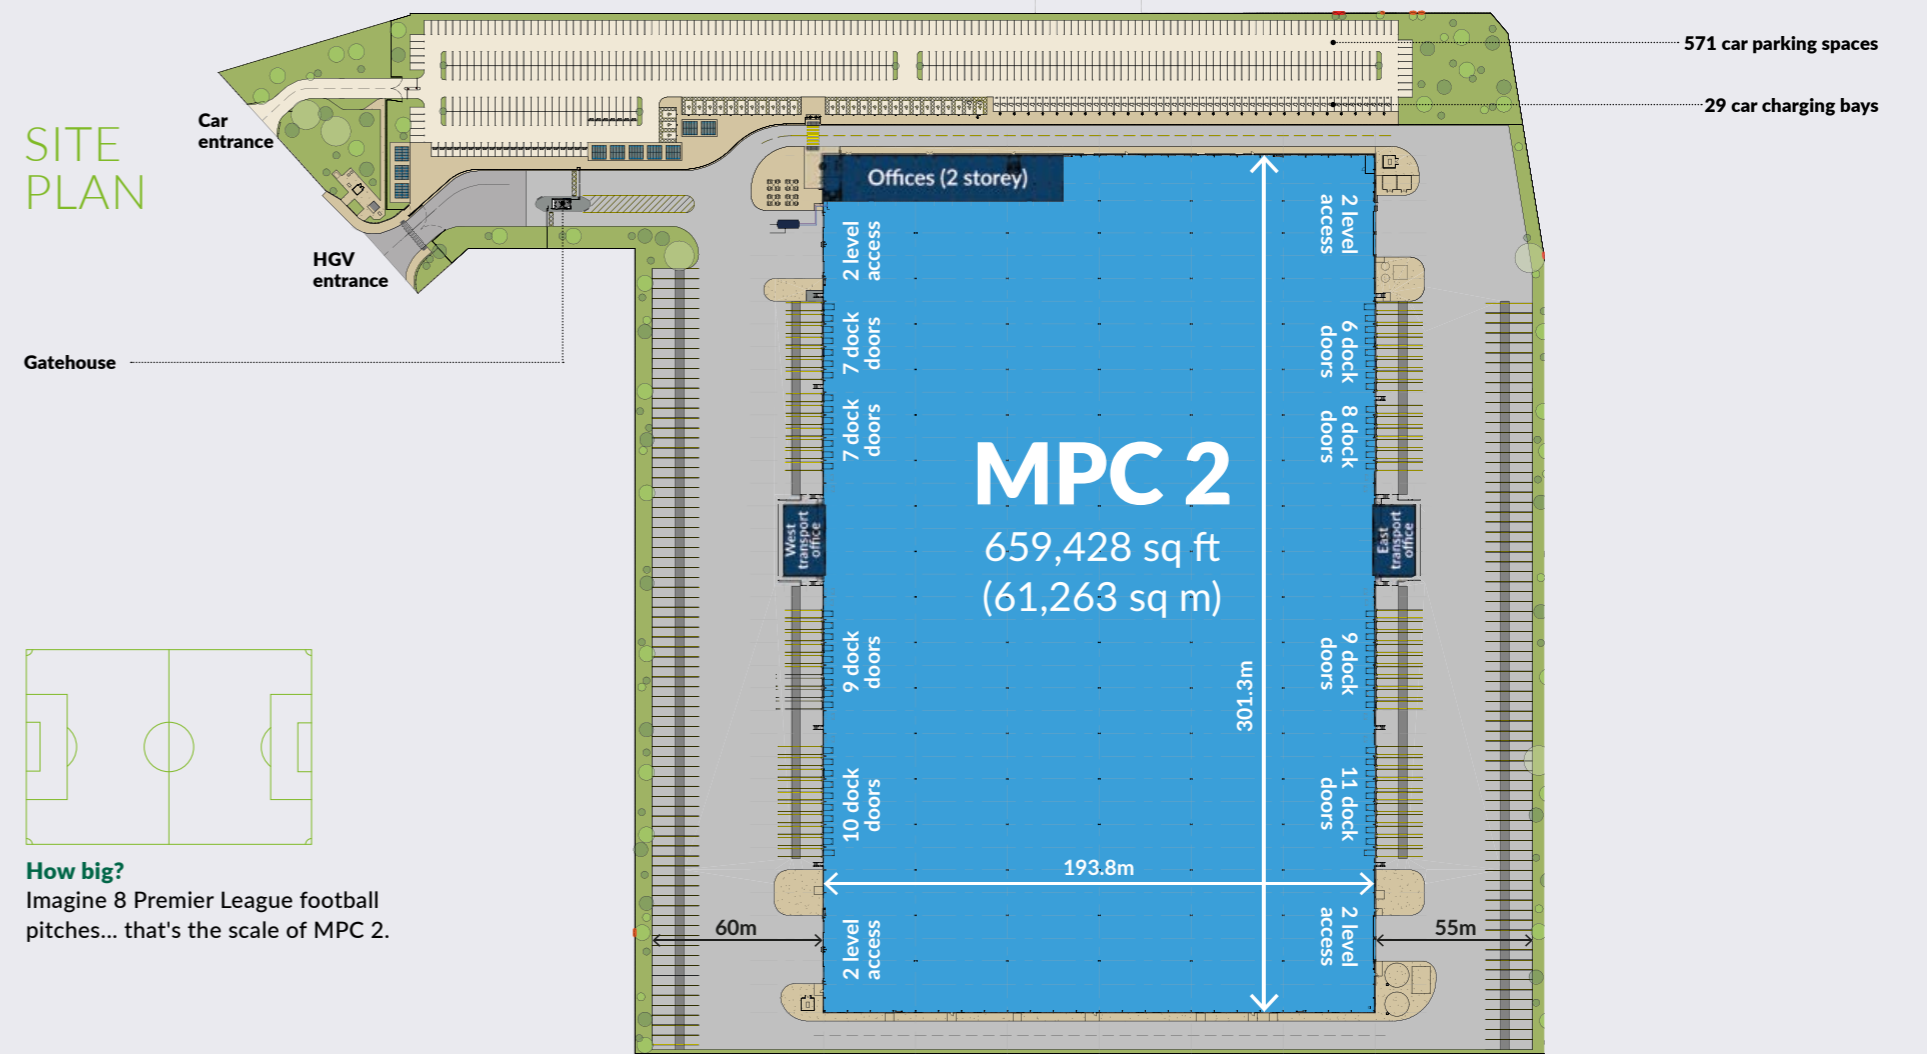 SITE
PLAN
Car
entrance
HGV
entrance
Gatehouse
571 car parking spaces
29 car charging bays
Offices (2 storey)
2 level
access
7 dock
doors
7 dock
doors
West
transport
office
9 dock
doors
10 dock
doors
2 level
access
2 level
access
6 dock
doors
8 dock
doors
East
transport
office
9 dock
doors
11 dock
doors
2 level
access
MPC 2
659,428 sq ft
(61,263 sq m)
301.3m
193.8m
60m
55m
How big?
Imagine 8 Premier League football
pitches... that's the scale of MPC 2.